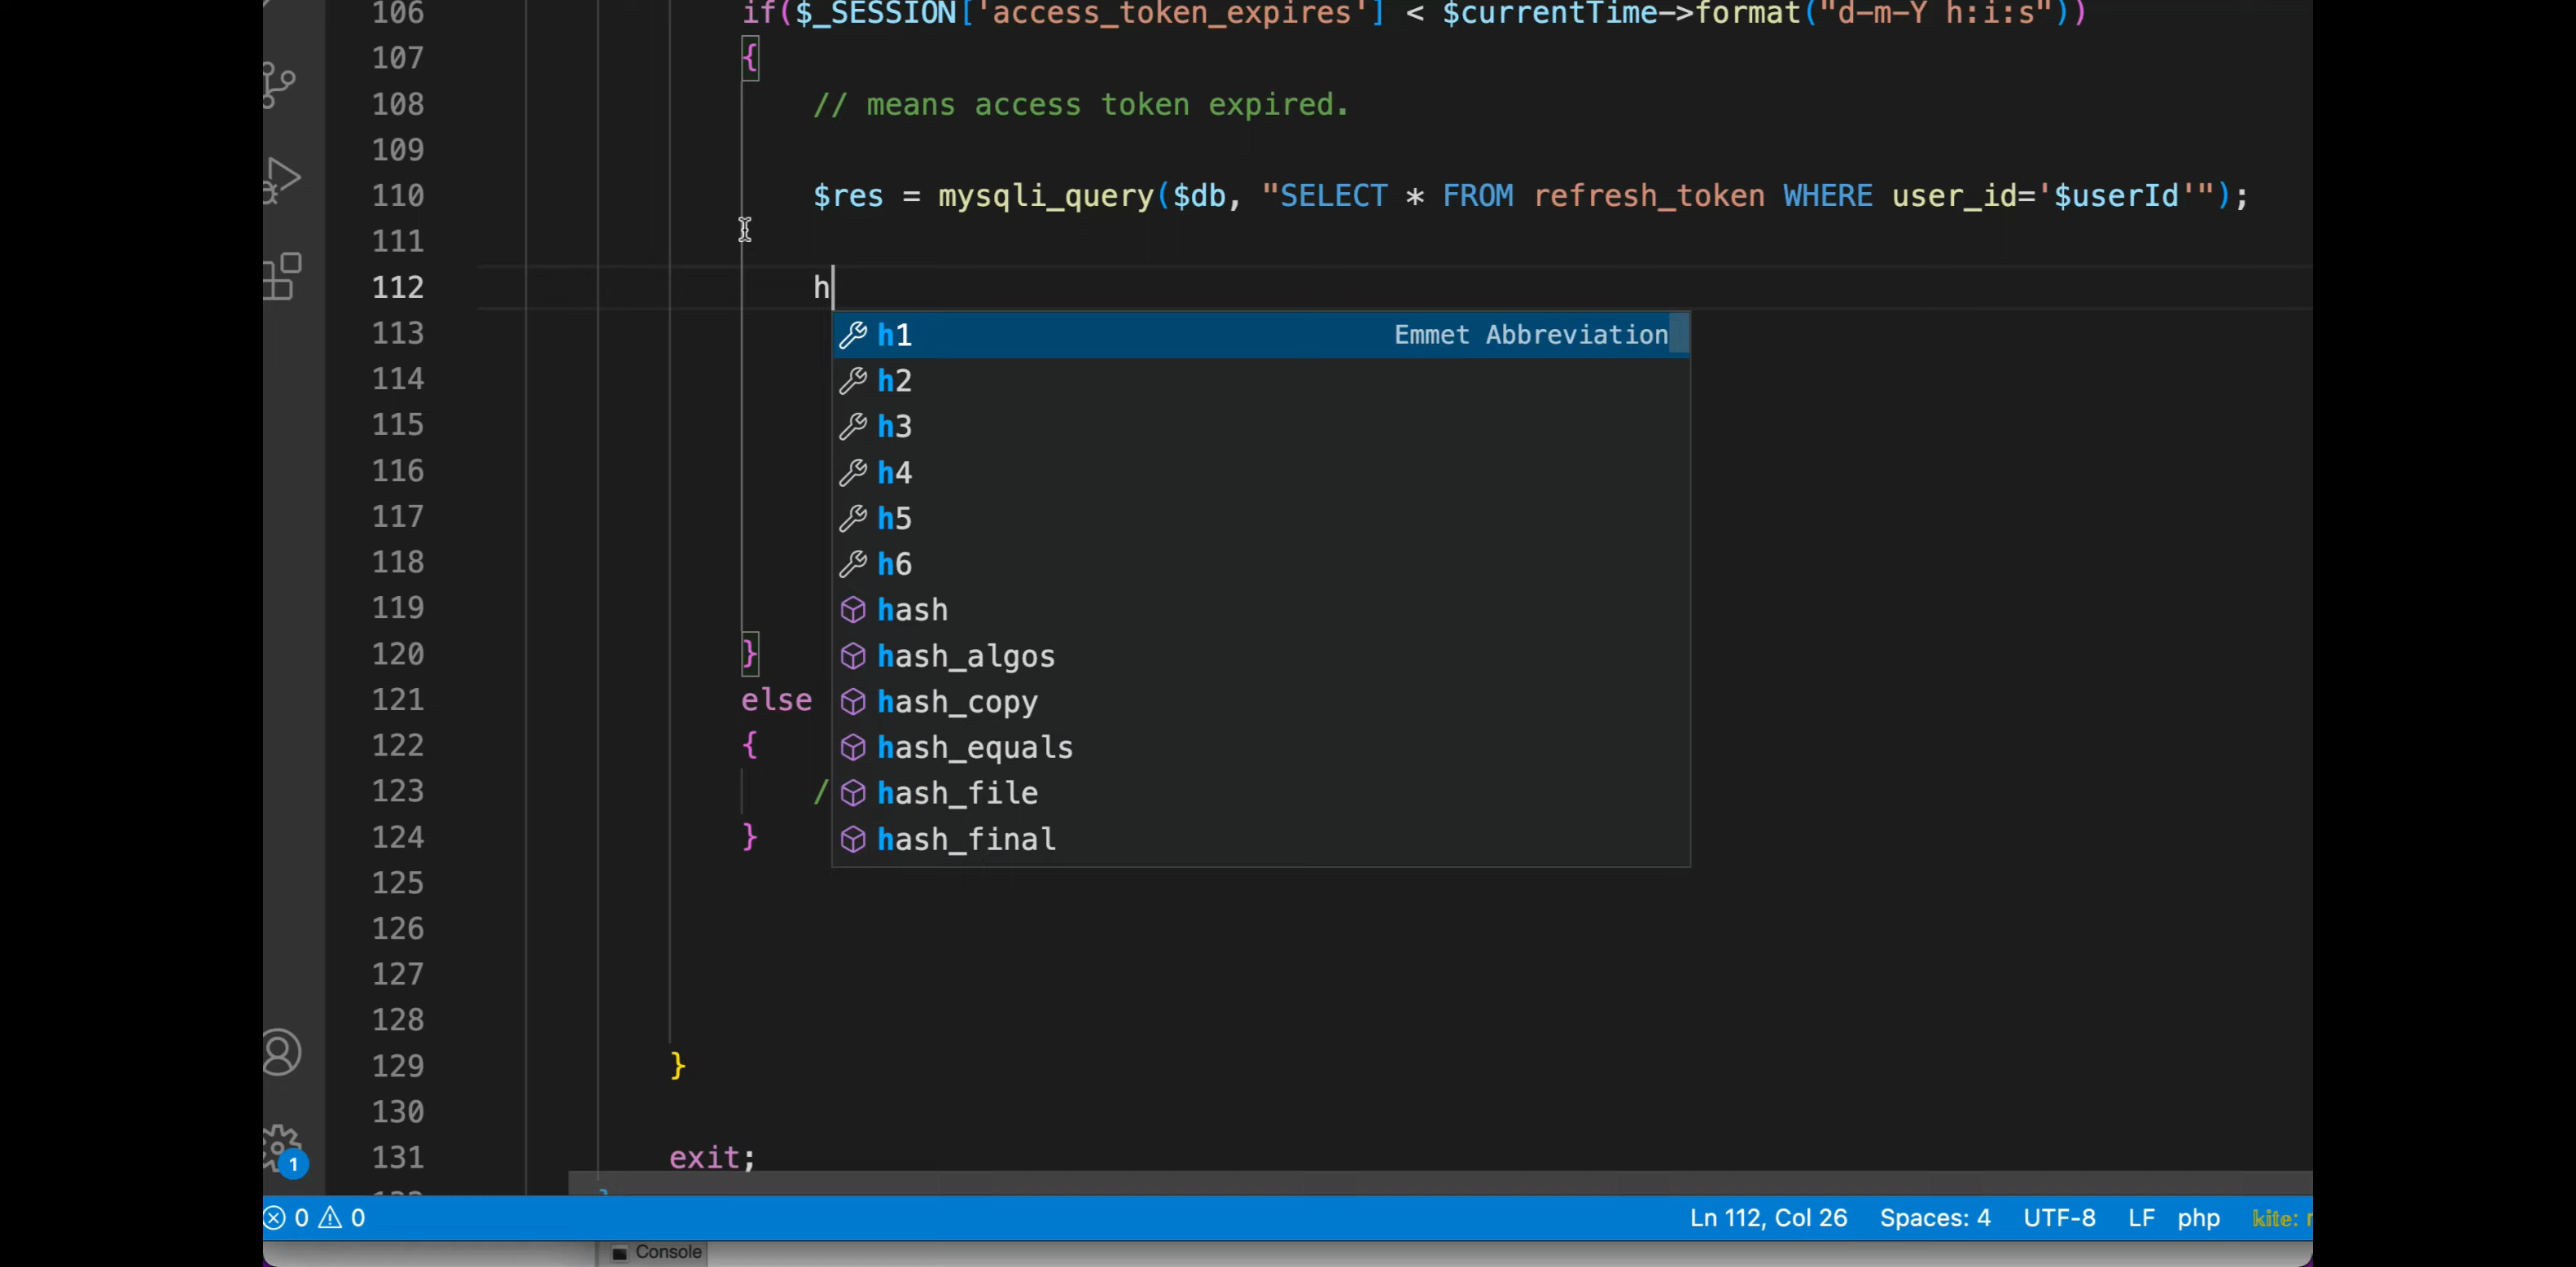 106 if($_SESSION['access_token_expires'] < $currentTime->format("d-m-Y h:i:s"))
107 {
108 // means access token expired.
109
110 $res = mysqli_query($db, "SELECT * FROM refresh_token WHERE user_id='$userId'");
111
112 h
113 h1 Emmet Abbreviation
114 h2
115 h3
116 h4
117 h5
118 h6
119 hash
120 } hash_algos
121 else hash_copy
122 { hash_equals
123 / hash_file
124 } hash_final
125
126
127
128
129 }
130
131 exit;
1
0 0 Ln 112, Col 26 Spaces: 4 UTF-8 LF php kite:
Console